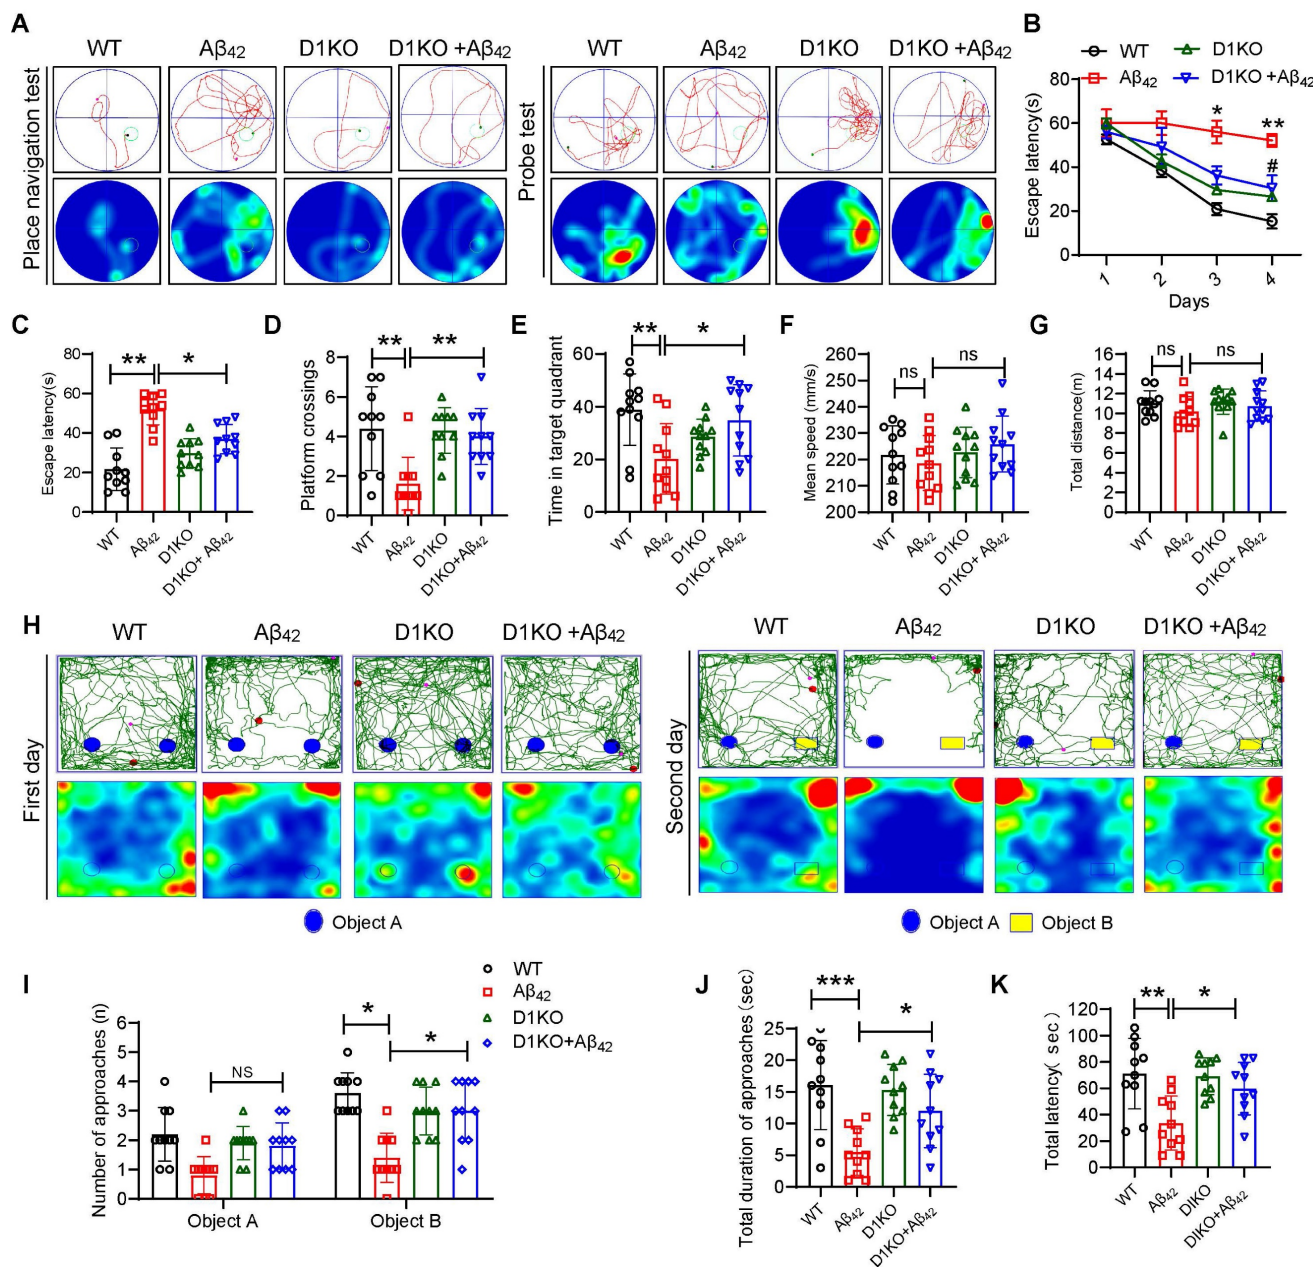 A
WT Aβ42 D1KO D1KO +Aβ42 WT Aβ42 D1KO D1KO +Aβ42
Place navigation test
Probe test
B
WT D1KO
Aβ42 D1KO +Aβ42
Escape latency(s)
80
60
40
20
0
* ** #
1 2 3 4
Days
C
Escape latency(s)
80
60
40
20
0
** *
WT Aβ42 D1KO D1KO+ Aβ42
D
Platform crossings
8
6
4
2
0
** **
WT Aβ42 D1KO D1KO+Aβ42
E
Time in target quadrant
60
40
20
0
** *
WT Aβ42 D1KO D1KO+ Aβ42
F
Mean speed (mm/s)
260
250
240
230
220
210
200
ns ns
WT Aβ42 D1KO D1KO+ Aβ42
G
Total distance(m)
16
14
12
10
8
6
4
2
0
ns ns
WT Aβ42 D1KO D1KO+ Aβ42
H
WT Aβ42 D1KO D1KO +Aβ42 WT Aβ42 D1KO D1KO +Aβ42
First day
Second day
Object A
Object A Object B
I
WT
Aβ42
D1KO
D1KO+Aβ42
Number of approaches (n)
6
5
4
3
2
1
0
NS * *
Object A Object B
J
Total duration of approaches (sec)
25
20
15
10
5
0
*** *
WT Aβ42 D1KO D1KO+Aβ42
K
Total latency( sec )
120
100
80
60
40
20
0
** *
WT Aβ42 DIKO DIKO+Aβ42